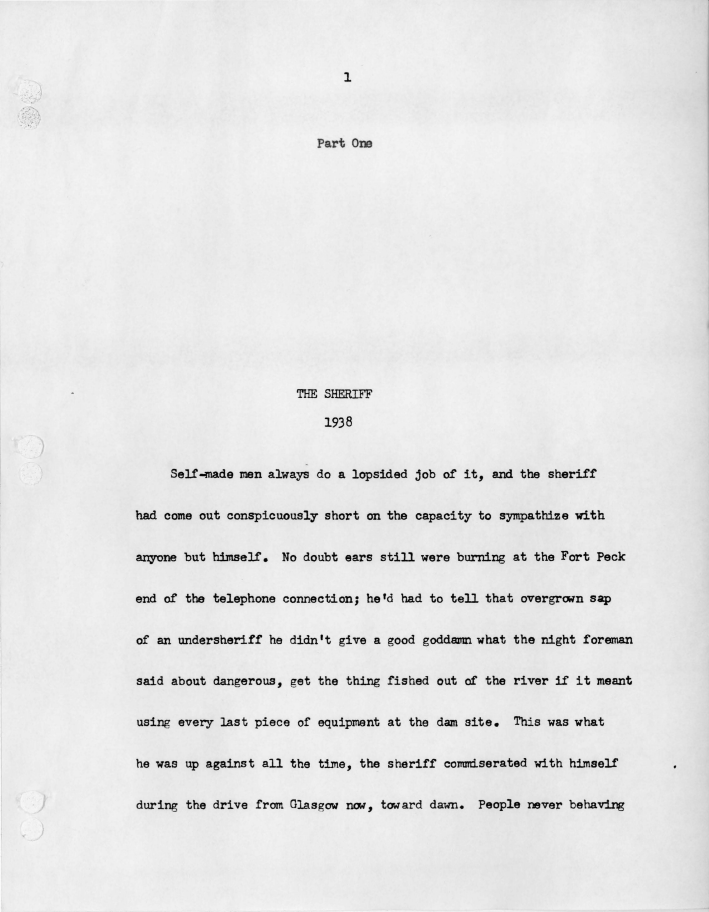 1
Part One
THE SHERIFF
1938
Self-made men always do a lopsided job of it, and the sheriff
had come out conspicuously short on the capacity to sympathize with
anyone but himself. No doubt ears still were burning at the Fort Peck
end of the telephone connection; he'd had to tell that overgrown sap
of an undersheriff he didn't give a good goddamn what the night foreman
said about dangerous, get the thing fished out of the river if it meant
using every last piece of equipment at the dam site. This was what
he was up against all the time, the sheriff commiserated with himself
during the drive from Glasgow now, toward dawn. People never behaving